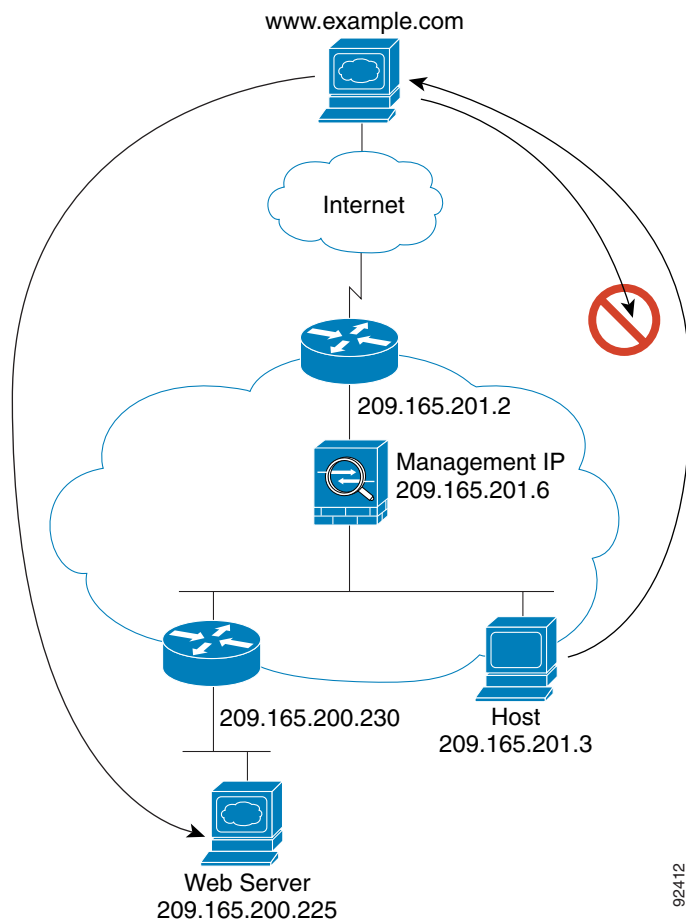 www.example.com
Internet
209.165.201.2
Management IP
209.165.201.6
209.165.200.230
Host
209.165.201.3
Web Server
209.165.200.225
92412